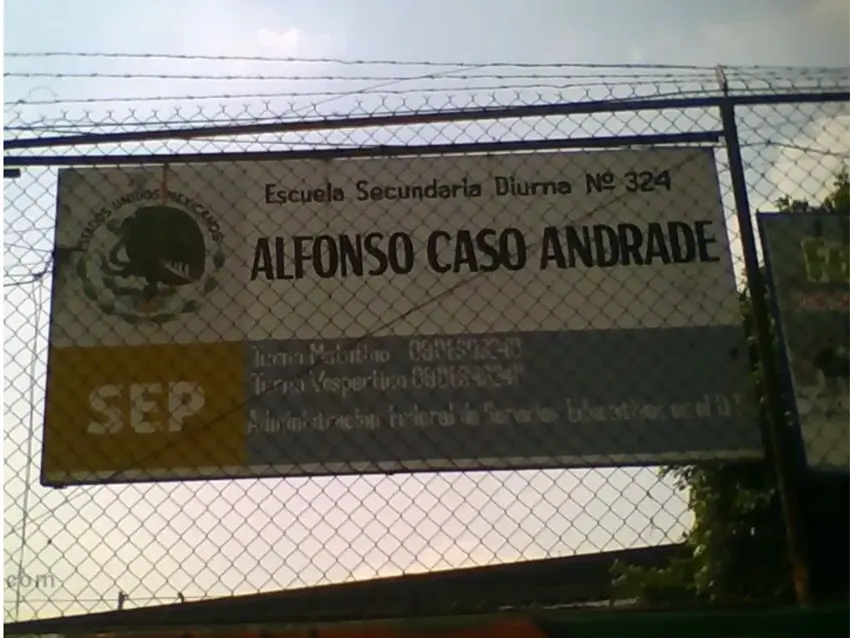 Escuela Secundaria Diurna Nº 324
ESTADOS UNIDOS MEXICANOS
ALFONSO CASO ANDRADE
Turno Matutino
Turno Vespertino
SEP
Administración Federal de Servicios Educativos en el D.F.
com